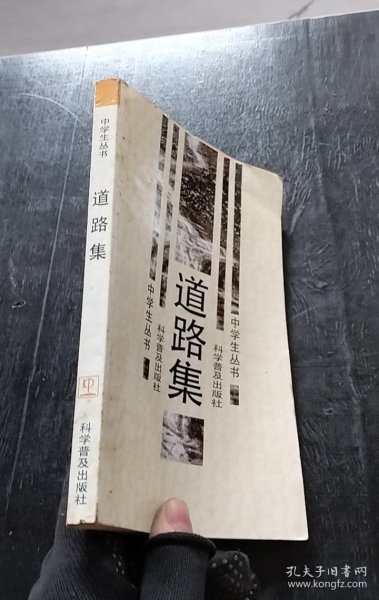 中学生丛书
道路集
科学普及出版社
中学生丛书
科学普及出版社
道路集
中学生丛书
科学普及出版社
孔夫子旧书网
www.kongfz.com